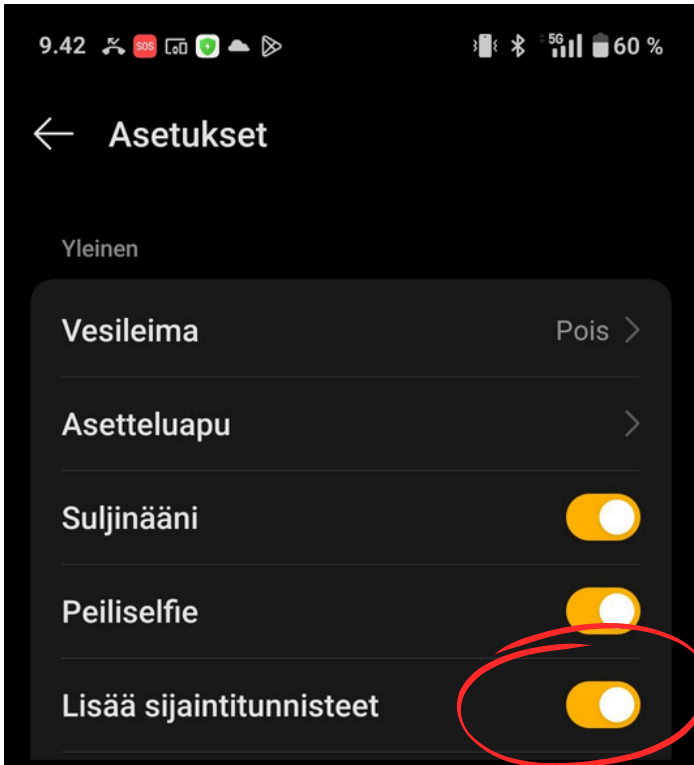 9.42 SOS 5G 60 %
Asetukset
Yleinen
Vesileima Pois
Asetteluapu
Suljinääni
Peiliselfie
Lisää sijaintitunnisteet